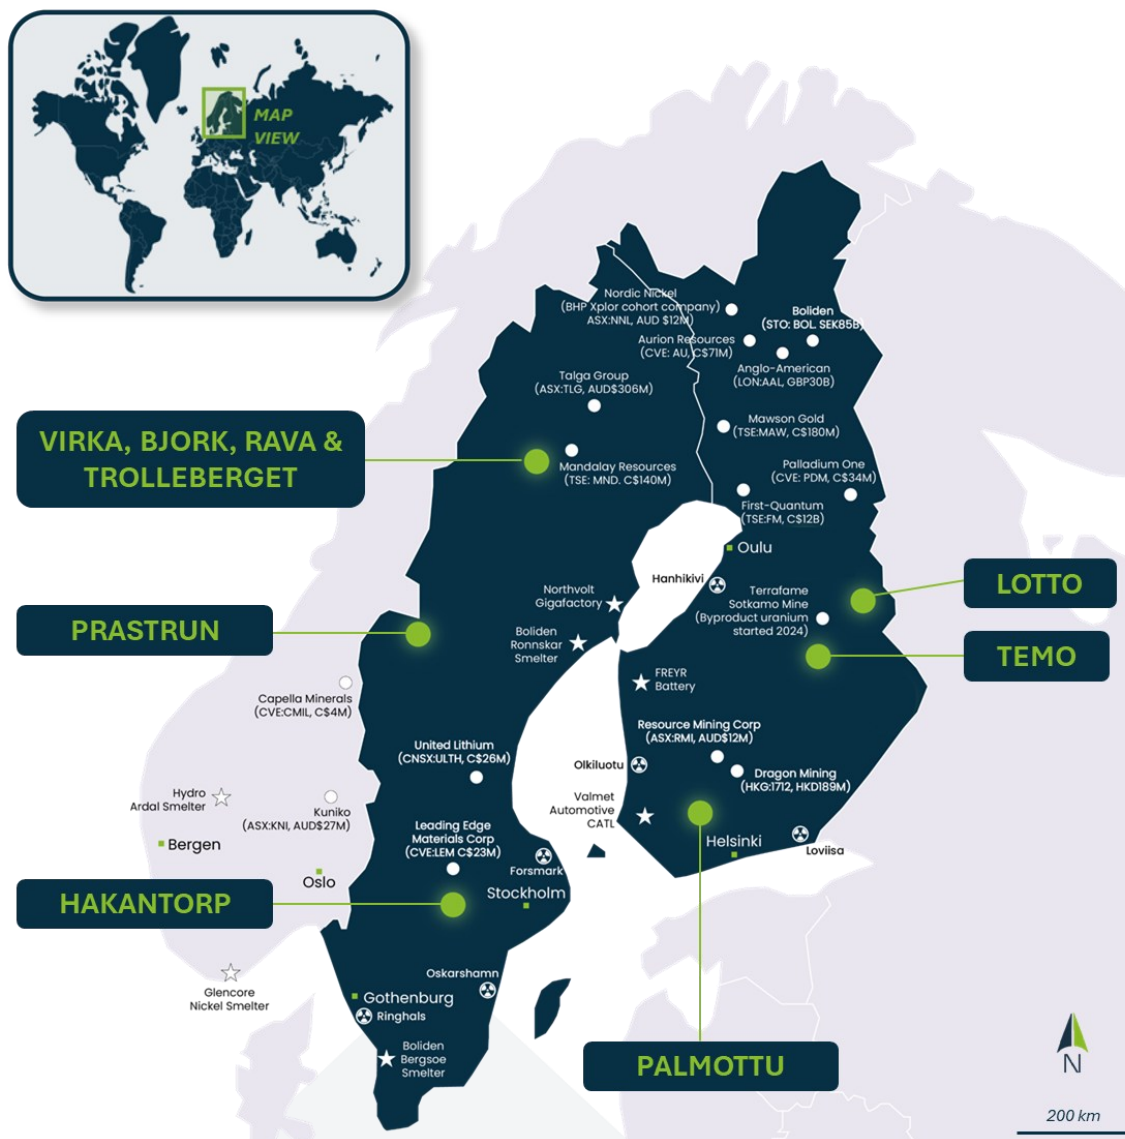 MAP
VIEW
Nordic Nickel
(BHP Xplor cohort company)
ASX:NNL, AUD $12M)
Boliden
(STO: BOL. SEK85B)
Aurion Resources
(CVE: AU, C$71M)
Anglo-American
(LON:AAL, GBP30B)
Talga Group
(ASX:TLG, AUD$306M)
Mawson Gold
(TSE:MAW, C$180M)
VIRKA, BJORK, RAVA &
TROLLEBERGET
Mandalay Resources
(TSE: MND. C$140M)
Palladium One
(CVE: PDM, C$34M)
First-Quantum
(TSE:FM, C$12B)
Oulu
Hanhikivi
LOTTO
Northvolt
Gigafactory
Terrafame
Sotkamo Mine
(Byproduct uranium
started 2024)
PRASTRUN
Boliden
Ronnskar
Smelter
TEMO
FREYR
Battery
Capella Minerals
(CVE:CMIL, C$4M)
Resource Mining Corp
(ASX:RMI, AUD$12M)
United Lithium
(CNSX:ULTH, C$26M)
Olkiluotu
Dragon Mining
(HKG:1712, HKD189M)
Hydro
Ardal Smelter
Kuniko
(ASX:KNI, AUD$27M)
Valmet
Automotive
CATL
Leading Edge
Materials Corp
(CVE:LEM C$23M)
Bergen
Helsinki
Loviisa
Forsmark
Oslo
Stockholm
HAKANTORP
Oskarshamn
Glencore
Nickel Smelter
Gothenburg
Ringhals
Boliden
Bergsoe
Smelter
PALMOTTU
N
200 km